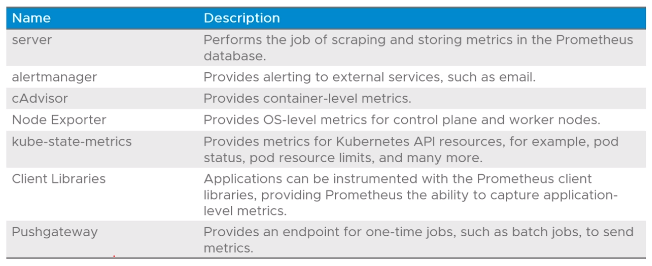 Name Description
server Performs the job of scraping and storing metrics in the Prometheus
database.
alertmanager Provides alerting to external services, such as email.
cAdvisor Provides container-level metrics.
Node Exporter Provides OS-level metrics for control plane and worker nodes.
kube-state-metrics Provides metrics for Kubernetes API resources, for example, pod
status, pod resource limits, and many more.
Client Libraries Applications can be instrumented with the Prometheus client
libraries, providing Prometheus the ability to capture application-
level metrics.
Pushgateway Provides an endpoint for one-time jobs, such as batch jobs, to send
metrics.